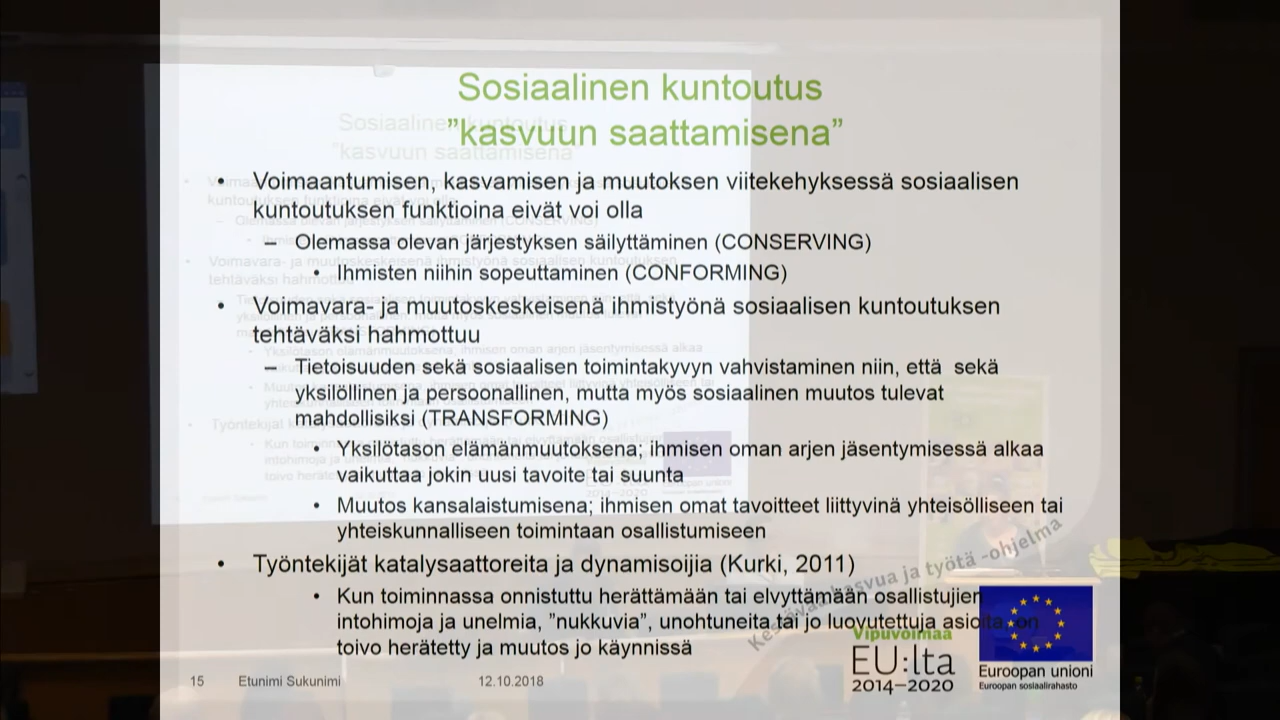 Sosiaalinen kuntoutus
”kasvuun saattamisena”
• Voimaantumisen, kasvamisen ja muutoksen viitekehyksessä sosiaalisen
kuntoutuksen funktioina eivät voi olla
– Olemassa olevan järjestyksen säilyttäminen (CONSERVING)
• Ihmisten niihin sopeuttaminen (CONFORMING)
• Voimavara- ja muutoskeskeisenä ihmistyönä sosiaalisen kuntoutuksen
tehtäväksi hahmottuu
– Tietoisuuden sekä sosiaalisen toimintakyvyn vahvistaminen niin, että sekä
yksilöllinen ja persoonallinen, mutta myös sosiaalinen muutos tulevat
mahdollisiksi (TRANSFORMING)
• Yksilötason elämänmuutoksena; ihmisen oman arjen jäsentymisessä alkaa
vaikuttaa jokin uusi tavoite tai suunta
• Muutos kansalaistumisena; ihmisen omat tavoitteet liittyvinä yhteisölliseen tai
yhteiskunnalliseen toimintaan osallistumiseen
• Työntekijät katalysaattoreita ja dynamisoijia (Kurki, 2011)
• Kun toiminnassa onnistuttu herättämään tai elvyttämään osallistujien
intohimoja ja unelmia, ”nukkuvia”, unohtuneita tai jo luovutettuja asioita, on
toivo herätetty ja muutos jo käynnissä
Kestävää kasvua ja työtä -ohjelma
Vipuvoimaa
EU:lta
2014–2020
Euroopan unioni
Euroopan sosiaalirahasto
15 Etunimi Sukunimi 12.10.2018